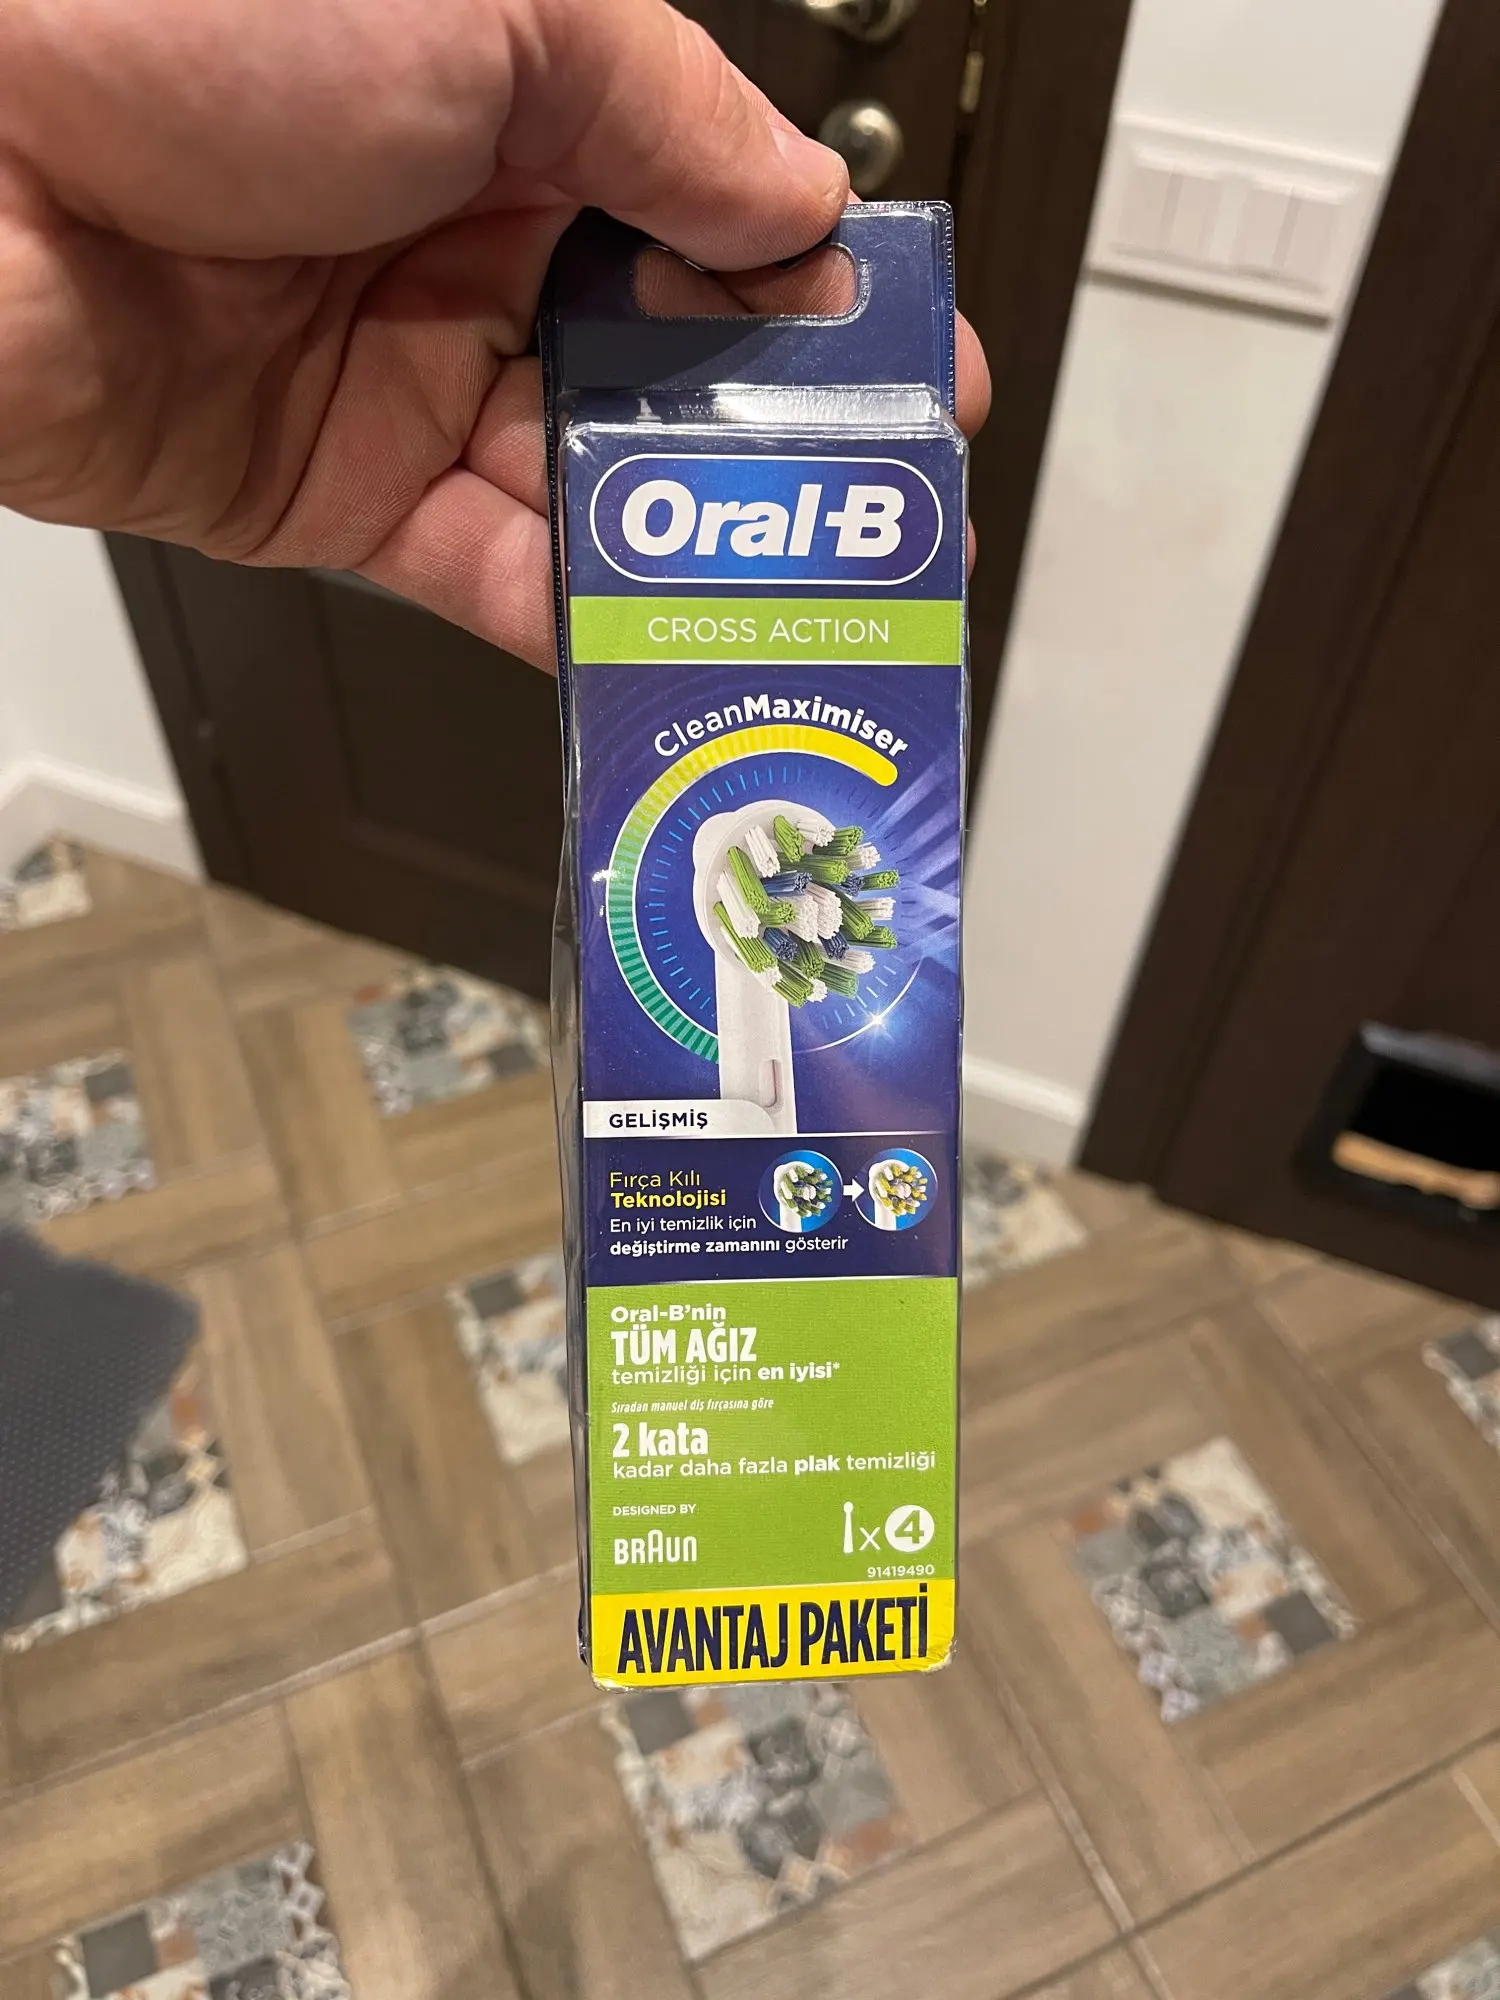 Oral-B
CROSS ACTION
CleanMaximiser
GELİŞMİŞ
Fırça Kılı
Teknolojisi
En iyi temizlik için
değiştirme zamanını gösterir
Oral-B'nin
TÜM AĞIZ
temizliği için en iyisi*
Sıradan manuel diş fırçasına göre
2 kata
kadar daha fazla plak temizliği
DESIGNED BY
BRAUN
x 4
91419490
AVANTAJ PAKETİ